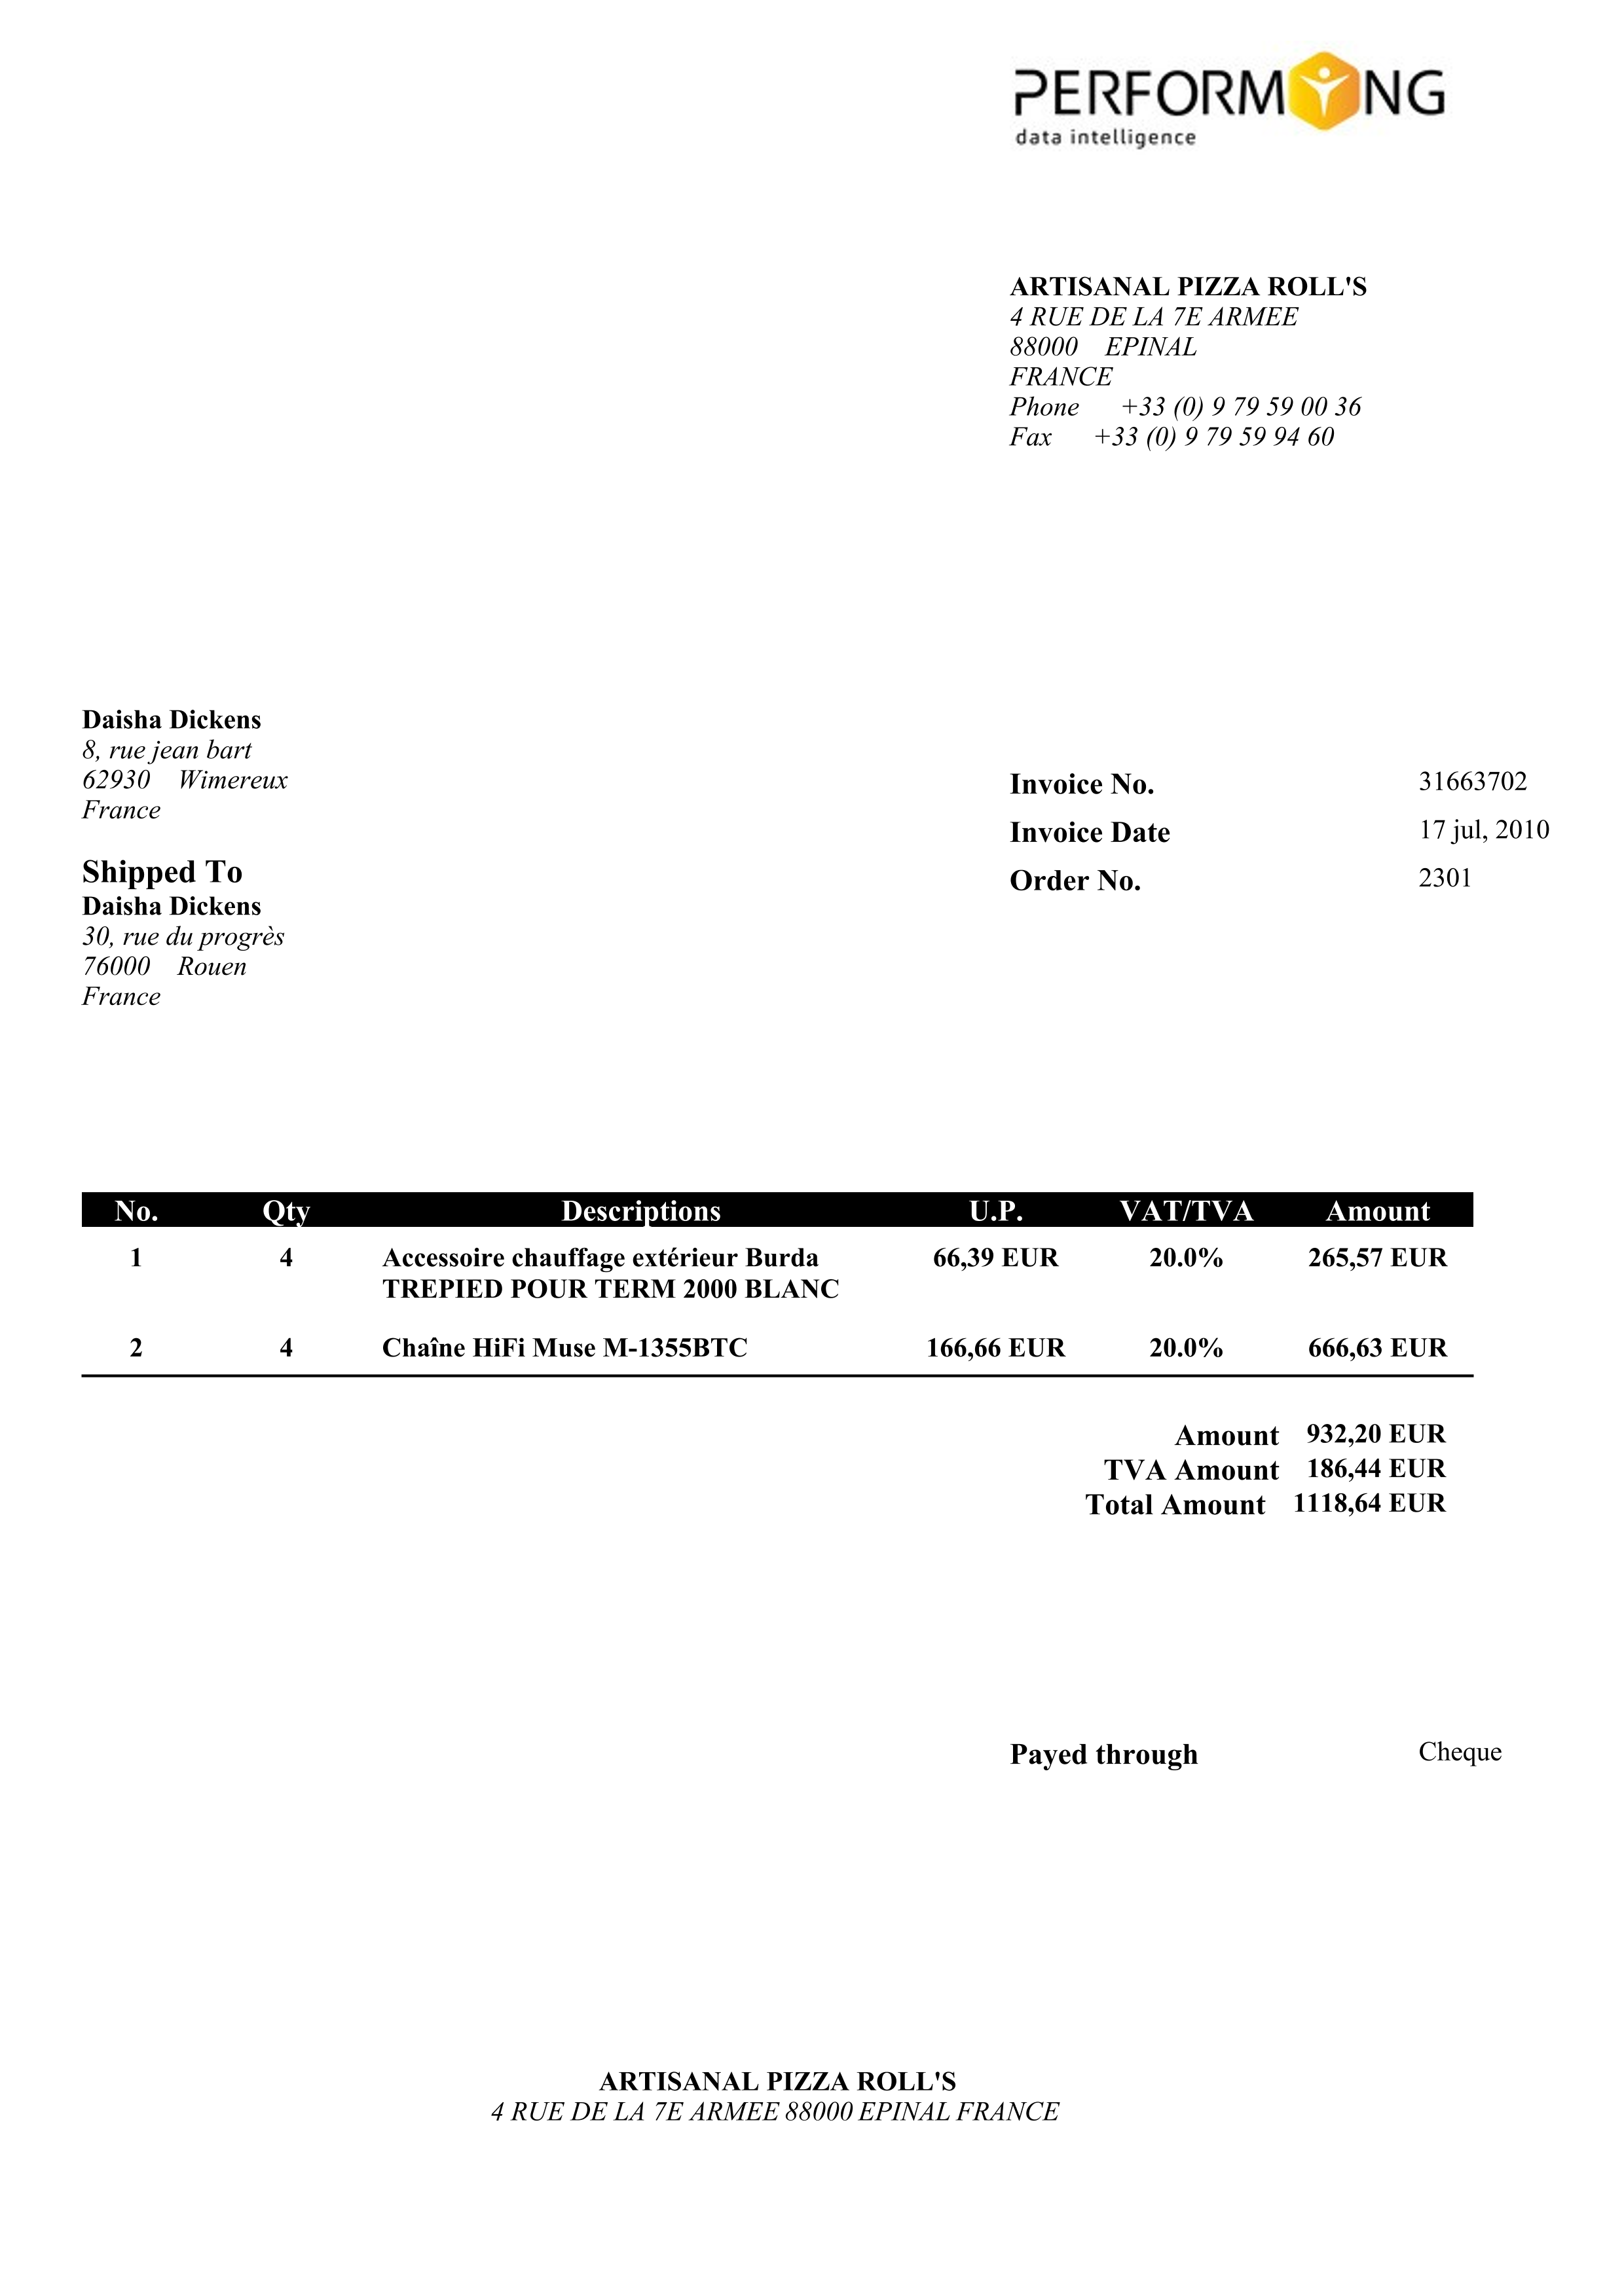 PERFORMYNG
data intelligence
ARTISANAL PIZZA ROLL'S
4 RUE DE LA 7E ARMEE
88000 EPINAL
FRANCE
Phone +33 (0) 9 79 59 00 36
Fax +33 (0) 9 79 59 94 60
Daisha Dickens
8, rue jean bart
62930 Wimereux
France
Shipped To
Daisha Dickens
30, rue du progrès
76000 Rouen
France
Invoice No. 31663702
Invoice Date 17 jul, 2010
Order No. 2301
No. Qty Descriptions U.P. VAT/TVA Amount
1 4 Accessoire chauffage extérieur Burda 66,39 EUR 20.0% 265,57 EUR
TREPIED POUR TERM 2000 BLANC
2 4 Chaîne HiFi Muse M-1355BTC 166,66 EUR 20.0% 666,63 EUR
Amount 932,20 EUR
TVA Amount 186,44 EUR
Total Amount 1118,64 EUR
Payed through Cheque
ARTISANAL PIZZA ROLL'S
4 RUE DE LA 7E ARMEE 88000 EPINAL FRANCE